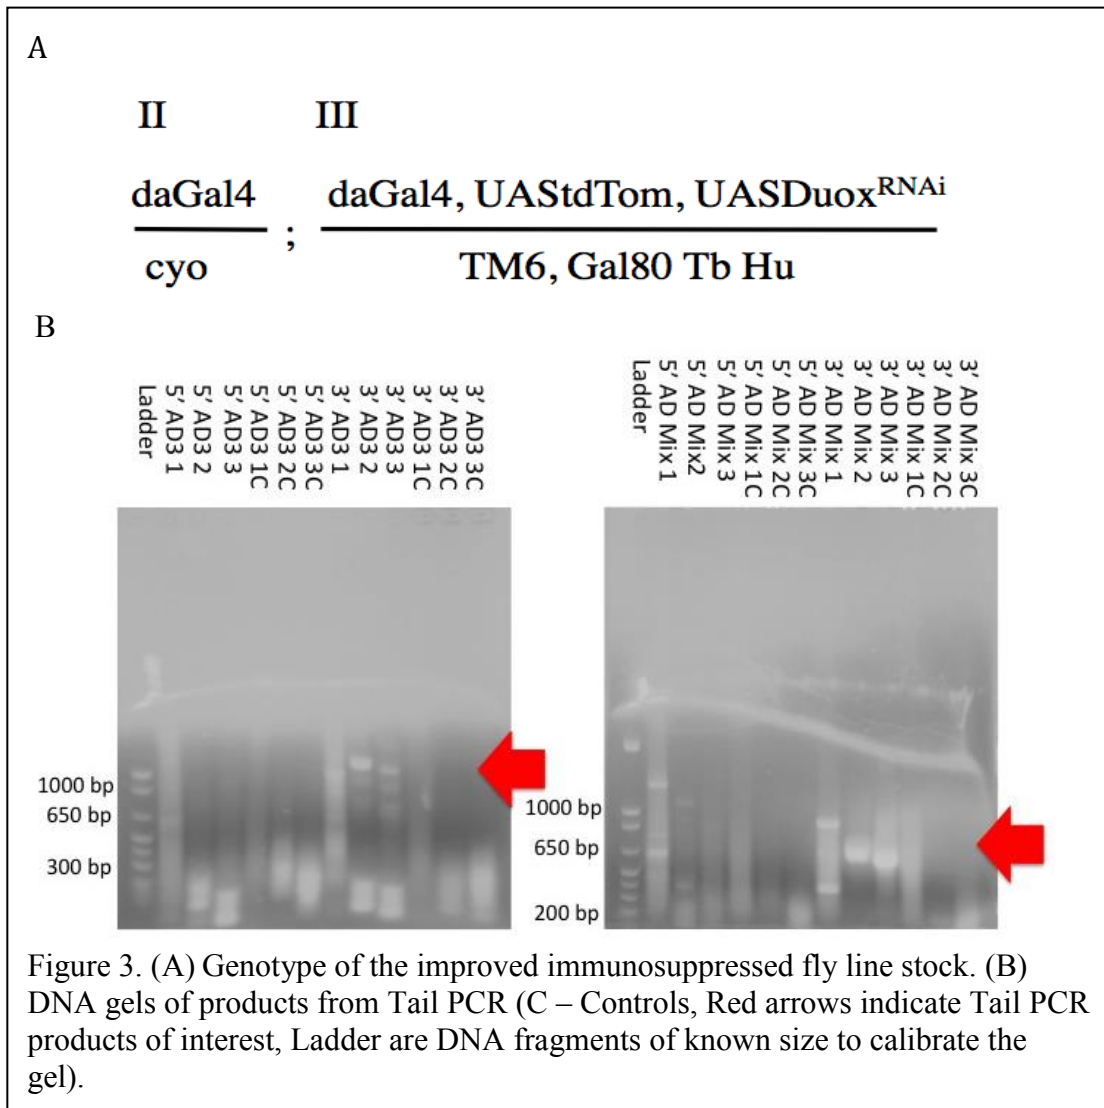 A
II III
daGal4 ; daGal4, UAStdTom, UASDuox^RNAi
cyo TM6, Gal80 Tb Hu
B
Ladder
5' AD3 1
5' AD3 2
5' AD3 3
5' AD3 1C
5' AD3 2C
5' AD3 3C
3' AD3 1
3' AD3 2
3' AD3 3
3' AD3 1C
3' AD3 2C
3' AD3 3C
1000 bp
650 bp
300 bp
Ladder
5' AD Mix 1
5' AD Mix2
5' AD Mix 3
5' AD Mix 1C
5' AD Mix 2C
5' AD Mix 3C
3' AD Mix 1
3' AD Mix 2
3' AD Mix 3
3' AD Mix 1C
3' AD Mix 2C
3' AD Mix 3C
1000 bp
650 bp
200 bp
Figure 3. (A) Genotype of the improved immunosuppressed fly line stock. (B)
DNA gels of products from Tail PCR (C – Controls, Red arrows indicate Tail PCR
products of interest, Ladder are DNA fragments of known size to calibrate the
gel).